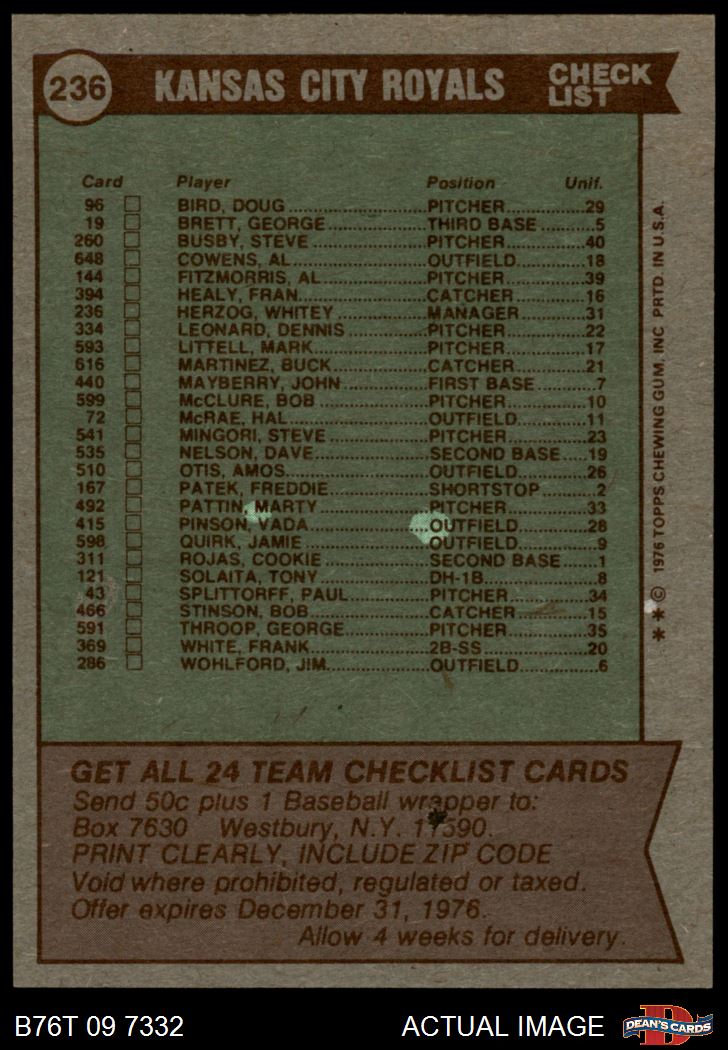 236 KANSAS CITY ROYALS CHECK LIST
Card Player Position Unif.
96 BIRD, DOUG PITCHER 29
19 BRETT, GEORGE THIRD BASE 5
260 BUSBY, STEVE PITCHER 40
648 COWENS, AL OUTFIELD 18
144 FITZMORRIS, AL PITCHER 39
394 HEALY, FRAN CATCHER 16
236 HERZOG, WHITEY MANAGER 31
334 LEONARD, DENNIS PITCHER 22
593 LITTELL, MARK PITCHER 17
616 MARTINEZ, BUCK CATCHER 21
440 MAYBERRY, JOHN FIRST BASE 7
599 McCLURE, BOB PITCHER 10
72 McRAE, HAL OUTFIELD 11
541 MINGORI, STEVE PITCHER 23
535 NELSON, DAVE SECOND BASE 19
510 OTIS, AMOS OUTFIELD 26
167 PATEK, FREDDIE SHORTSTOP 2
492 PATTIN, MARTY PITCHER 33
415 PINSON, VADA OUTFIELD 28
598 QUIRK, JAMIE OUTFIELD 9
311 ROJAS, COOKIE SECOND BASE 1
121 SOLAITA, TONY DH-1B 8
43 SPLITTORFF, PAUL PITCHER 34
466 STINSON, BOB CATCHER 15
591 THROOP, GEORGE PITCHER 35
369 WHITE, FRANK 2B-SS 20
286 WOHLFORD, JIM OUTFIELD 6
* * © 1976 TOPPS CHEWING GUM, INC PRTD. IN U.S.A.
GET ALL 24 TEAM CHECKLIST CARDS
Send 50c plus 1 Baseball wrapper to:
Box 7630 Westbury, N.Y. 11590.
PRINT CLEARLY, INCLUDE ZIP CODE
Void where prohibited, regulated or taxed.
Offer expires December 31, 1976.
Allow 4 weeks for delivery.
B76T 09 7332 ACTUAL IMAGE D DEAN'S CARDS